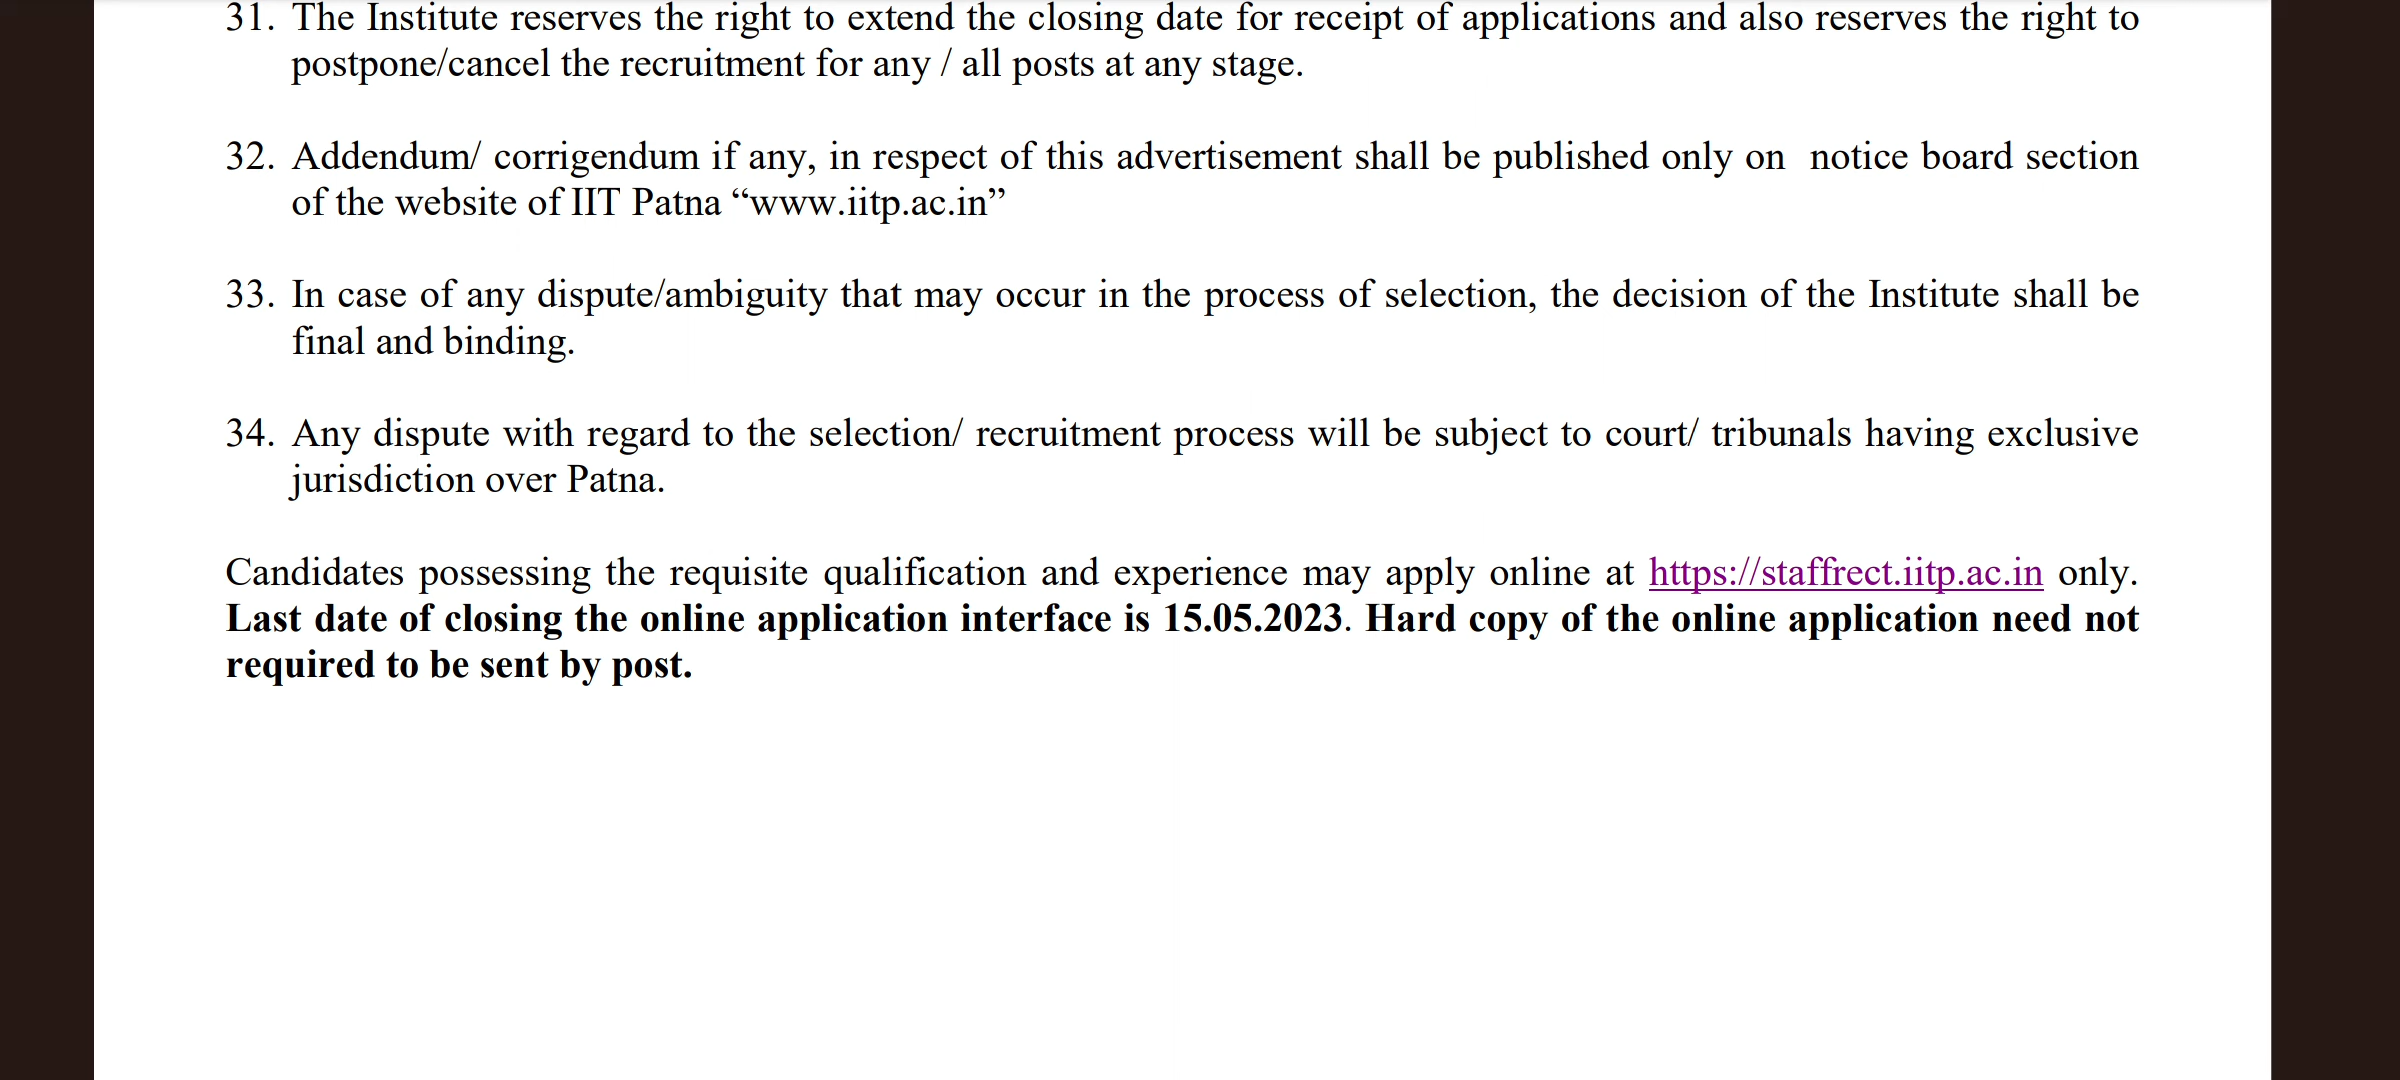 31. The Institute reserves the right to extend the closing date for receipt of applications and also reserves the right to
postpone/cancel the recruitment for any / all posts at any stage.
32. Addendum/ corrigendum if any, in respect of this advertisement shall be published only on  notice board section
of the website of IIT Patna “www.iitp.ac.in”
33. In case of any dispute/ambiguity that may occur in the process of selection, the decision of the Institute shall be
final and binding.
34. Any dispute with regard to the selection/ recruitment process will be subject to court/ tribunals having exclusive
jurisdiction over Patna.
Candidates possessing the requisite qualification and experience may apply online at https://staffrect.iitp.ac.in only.
Last date of closing the online application interface is 15.05.2023. Hard copy of the online application need not
required to be sent by post.